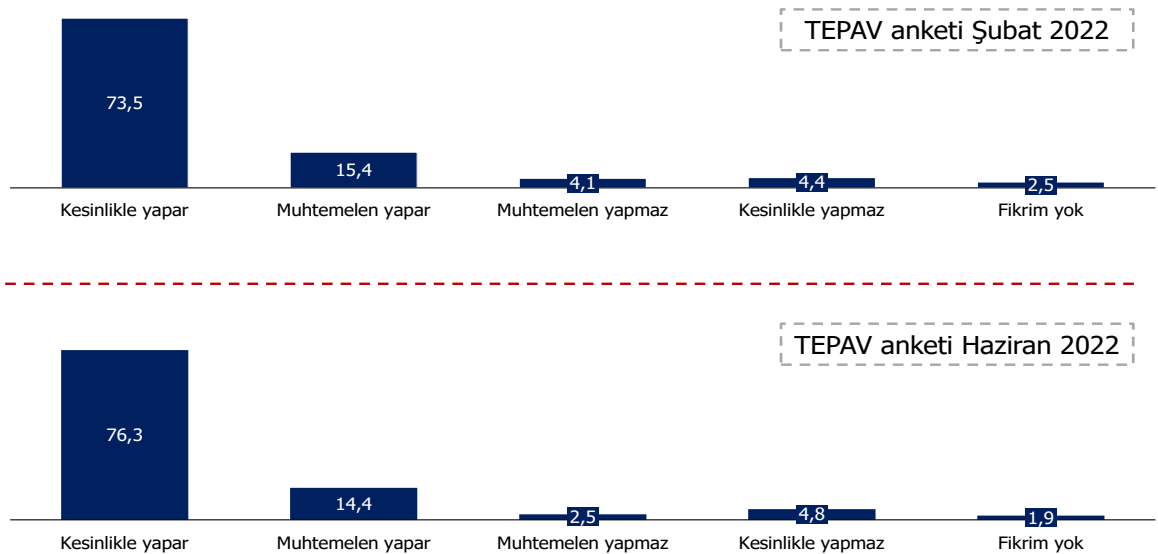 TEPAV anketi Şubat 2022
73,5
15,4
4,1
4,4
2,5
Kesinlikle yapar
Muhtemelen yapar
Muhtemelen yapmaz
Kesinlikle yapmaz
Fikrim yok
TEPAV anketi Haziran 2022
76,3
14,4
2,5
4,8
1,9
Kesinlikle yapar
Muhtemelen yapar
Muhtemelen yapmaz
Kesinlikle yapmaz
Fikrim yok